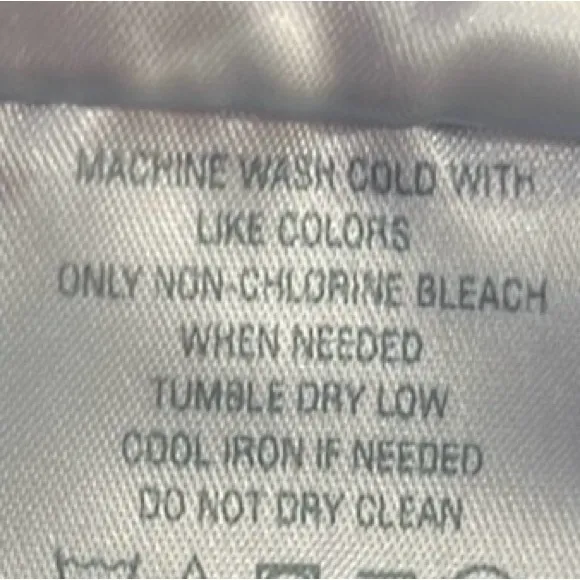 MACHINE WASH COLD WITH
LIKE COLORS
ONLY NON-CHLORINE BLEACH
WHEN NEEDED
TUMBLE DRY LOW
COOL IRON IF NEEDED
DO NOT DRY CLEAN